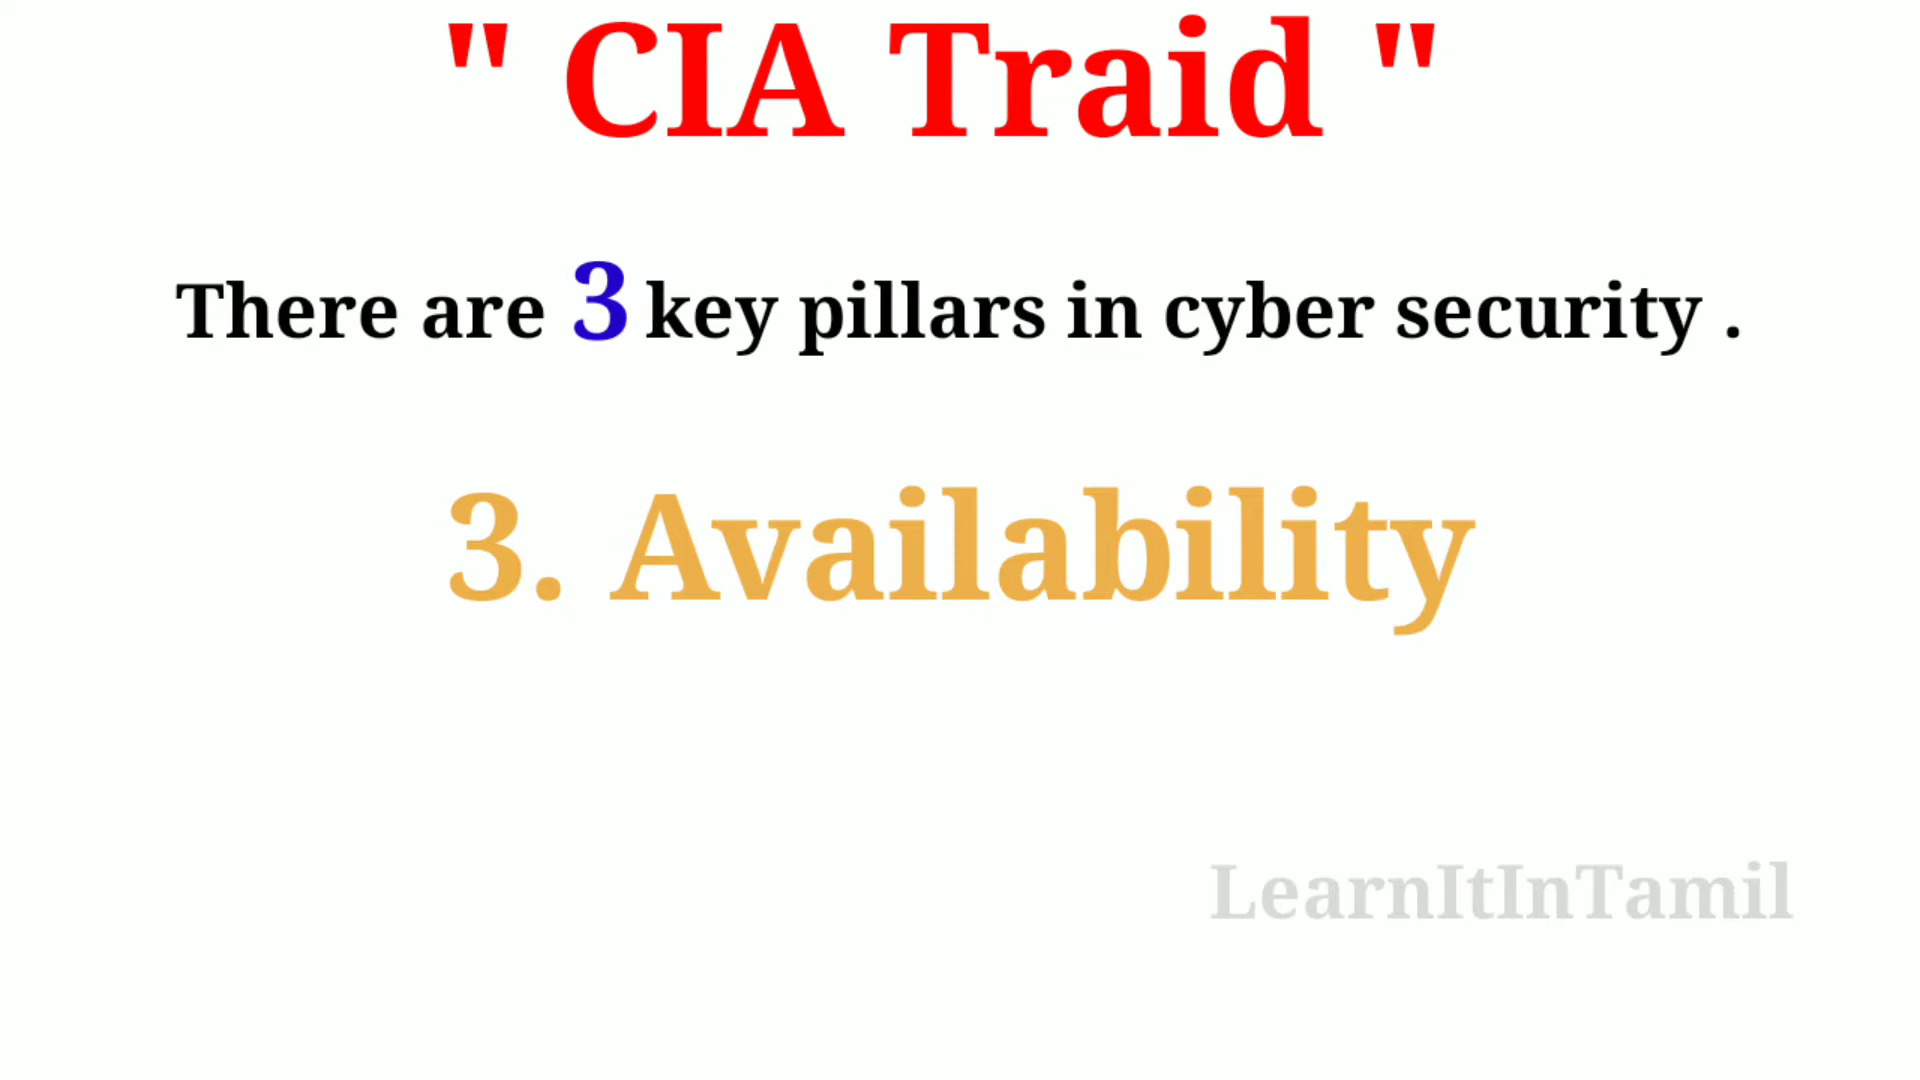 " CIA Traid "
There are 3 key pillars in cyber security .
3. Availability
LearnItInTamil